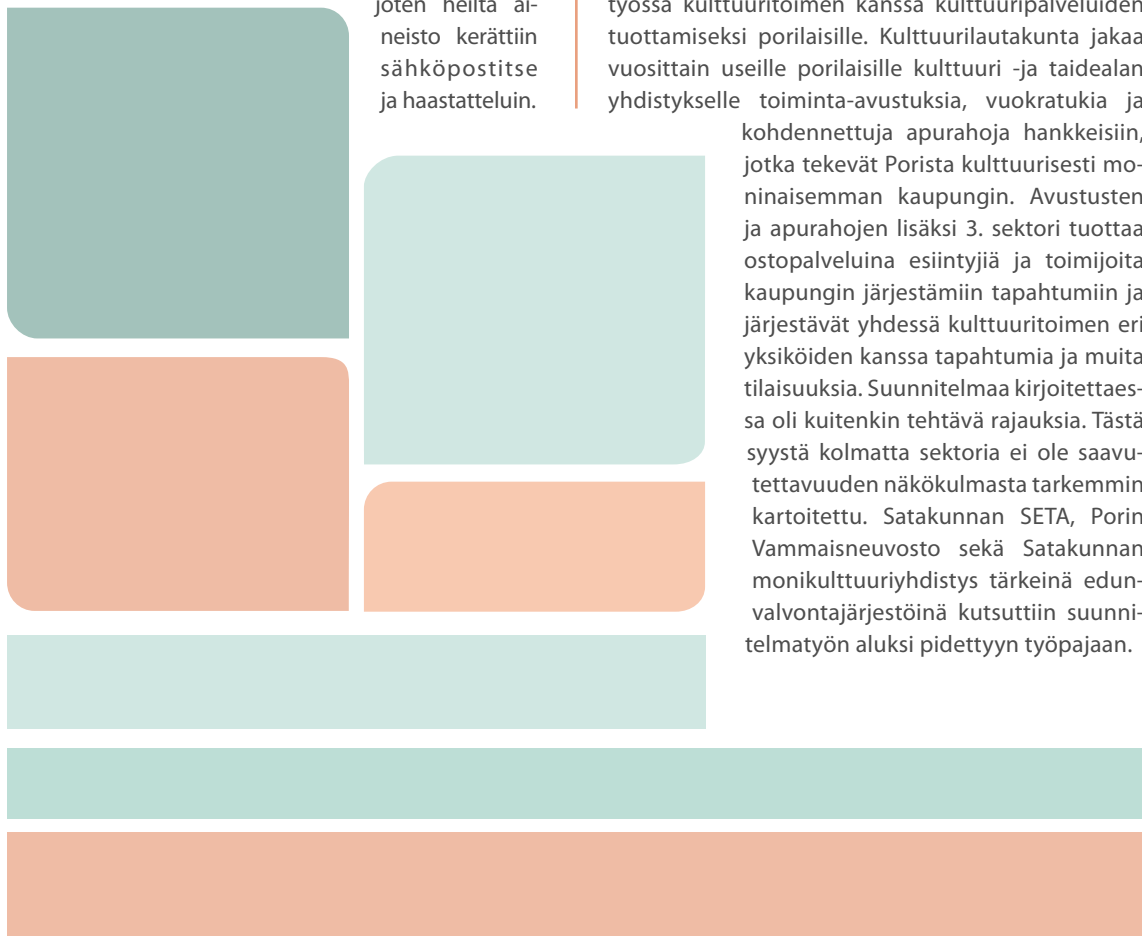 joten heiltä ai-
neisto kerättiin
sähköpostitse
ja haastatteluin.
työssä kulttuuritoimen kanssa kulttuuripalveluiden
tuottamiseksi porilaisille. Kulttuurilautakunta jakaa
vuosittain useille porilaisille kulttuuri -ja taidealan
yhdistykselle toiminta-avustuksia, vuokratukia ja
kohdennettuja apurahoja hankkeisiin,
jotka tekevät Porista kulttuurisesti mo-
ninaisemman kaupungin. Avustusten
ja apurahojen lisäksi 3. sektori tuottaa
ostopalveluina esiintyjiä ja toimijoita
kaupungin järjestämiin tapahtumiin ja
järjestävät yhdessä kulttuuritoimen eri
yksiköiden kanssa tapahtumia ja muita
tilaisuuksia. Suunnitelmaa kirjoitettaes-
sa oli kuitenkin tehtävä rajauksia. Tästä
syystä kolmatta sektoria ei ole saavu-
tettavuuden näkökulmasta tarkemmin
kartoitettu. Satakunnan SETA, Porin
Vammaisneuvosto sekä Satakunnan
monikulttuuriyhdistys tärkeinä edun-
valvontajärjestöinä kutsuttiin suunni-
telmatyön aluksi pidettyyn työpajaan.